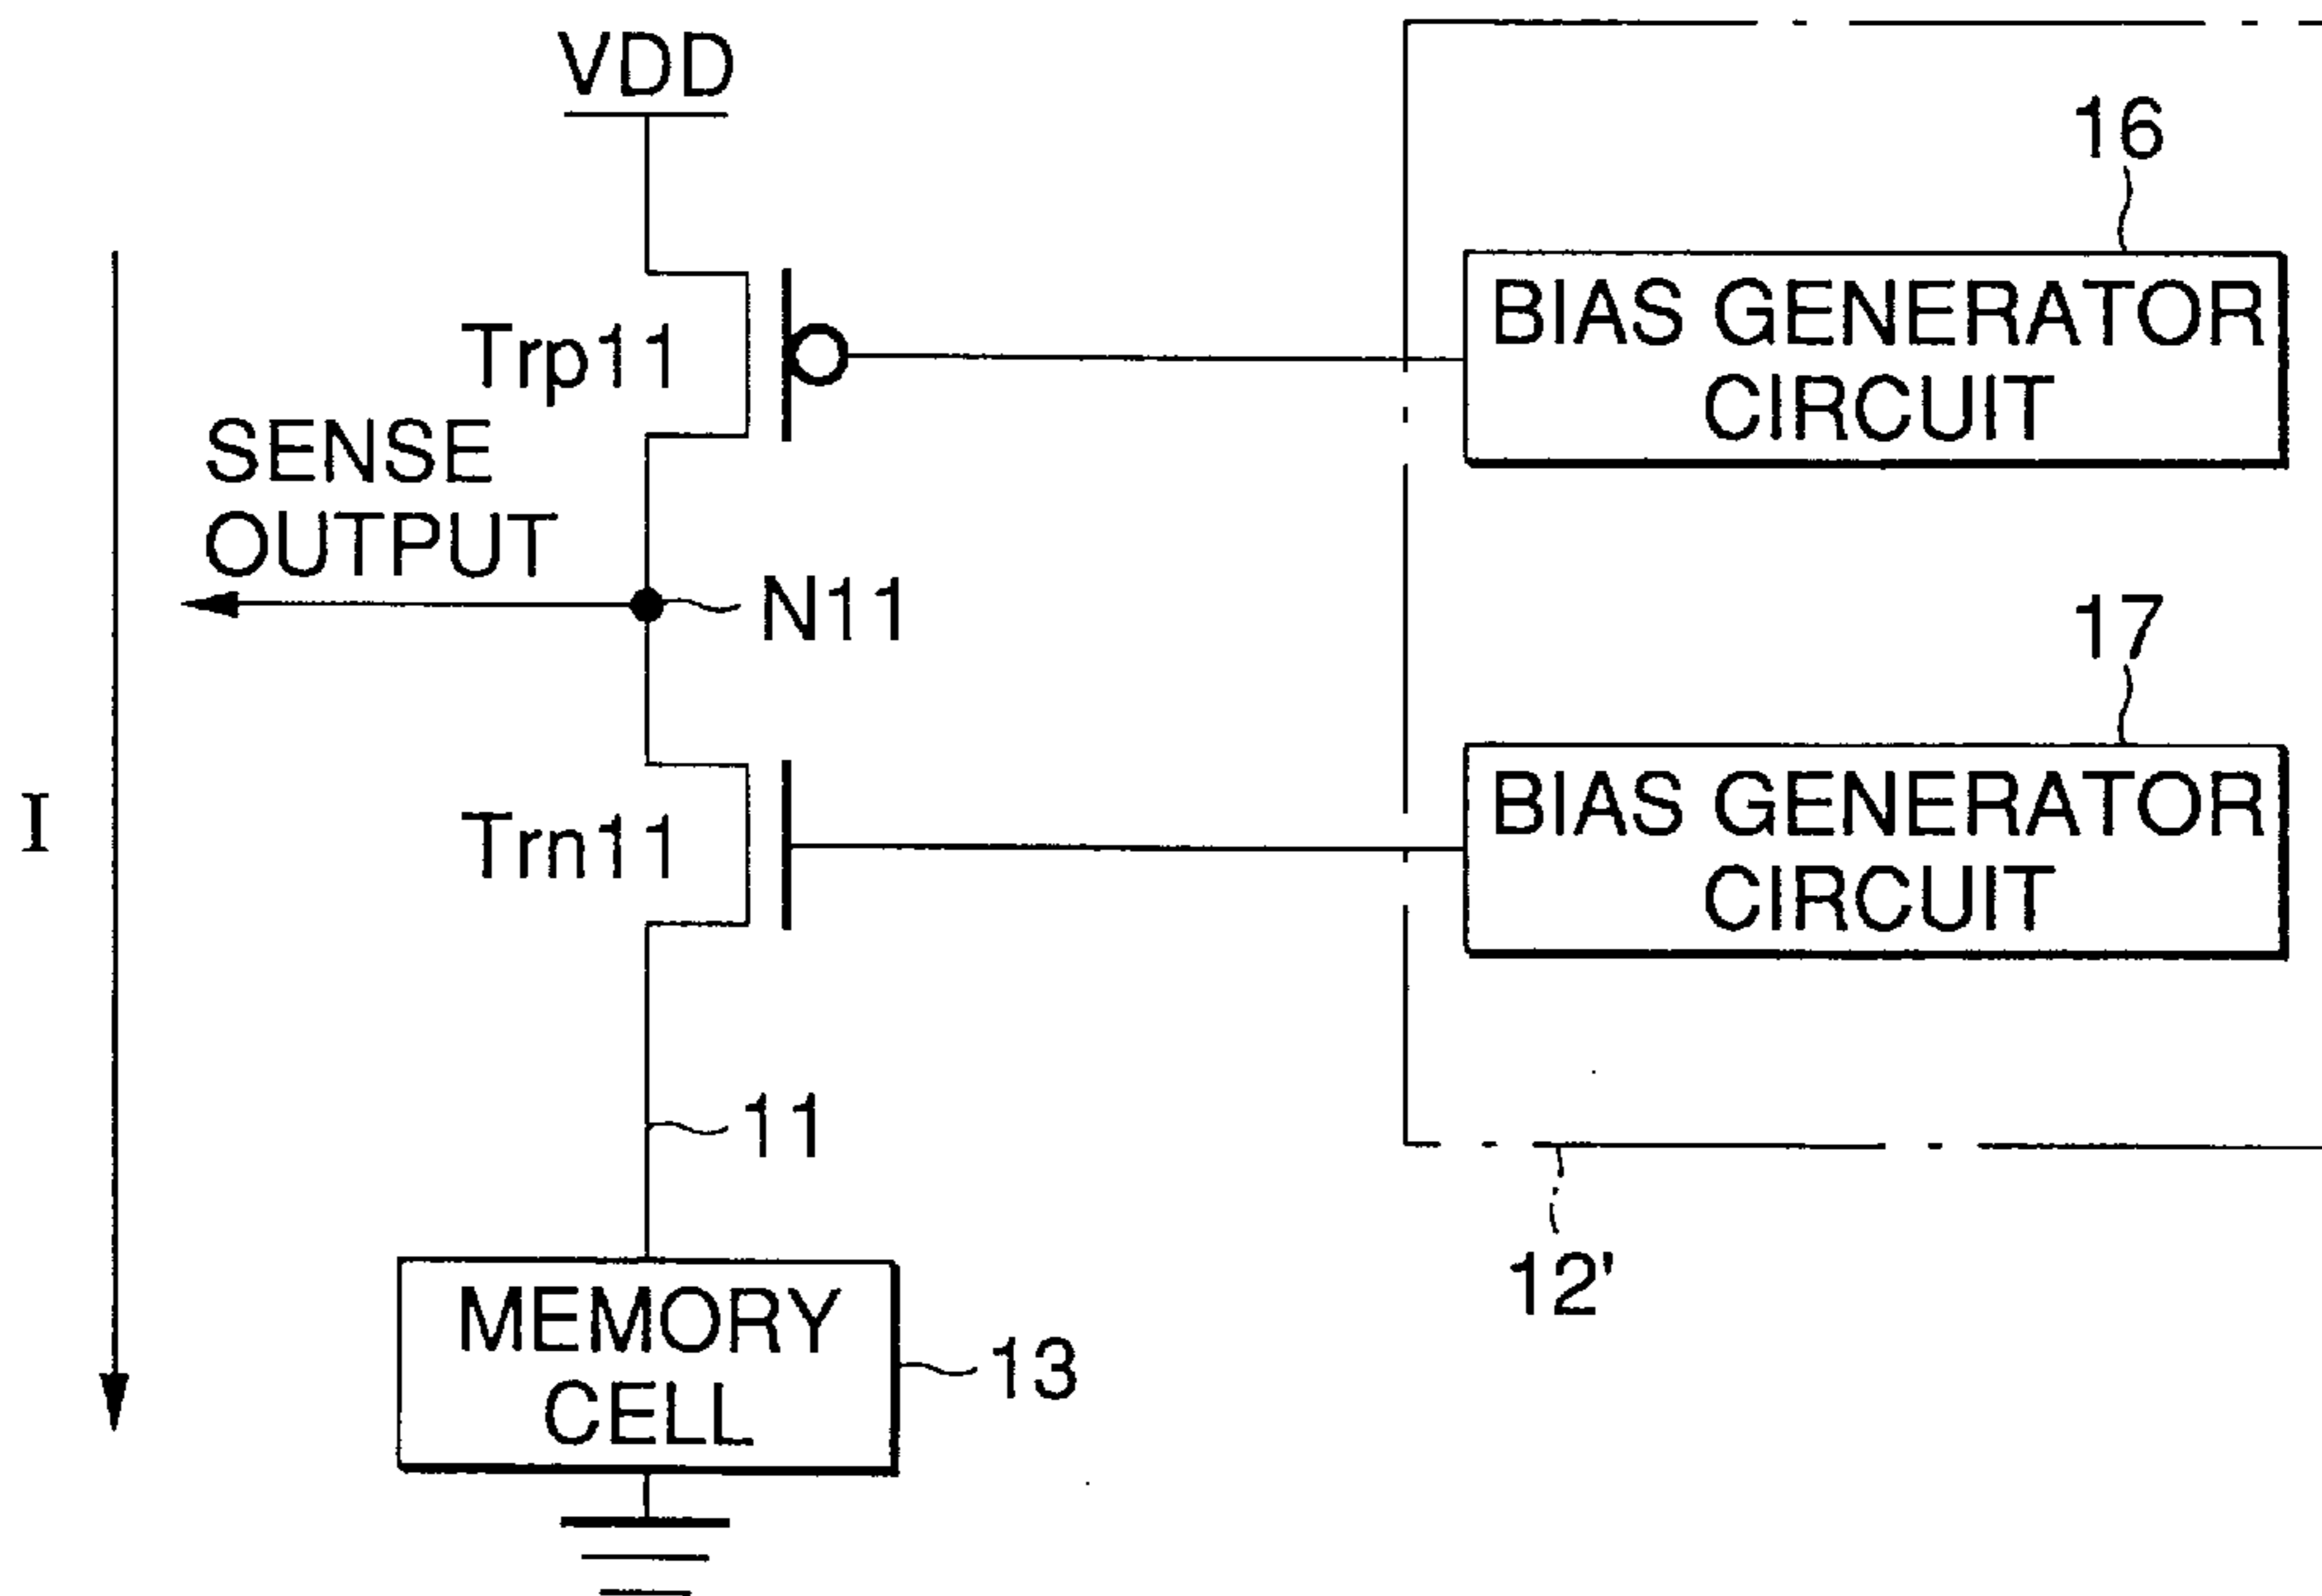 VDD
16
BIAS GENERATOR
CIRCUIT
Trp11
SENSE
OUTPUT
N11
17
BIAS GENERATOR
CIRCUIT
I
Trn11
11
12'
MEMORY
CELL
13